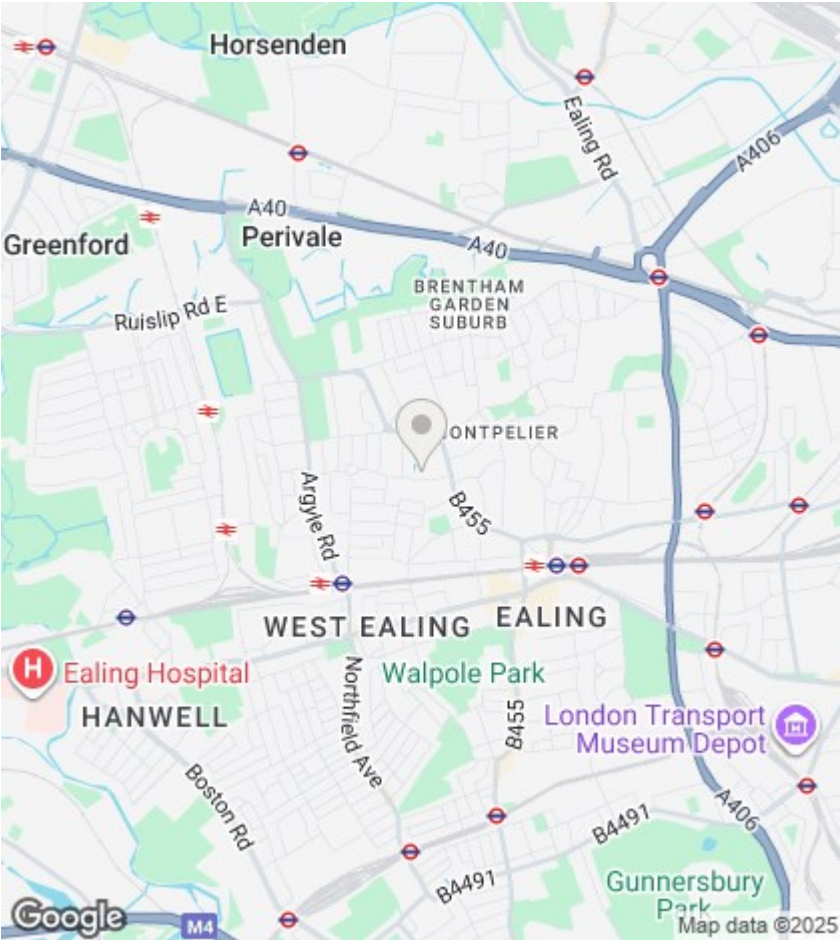 Horsenden
Ealing Rd
A406
A40
Greenford
Perivale
A40
BRENTHAM
GARDEN
SUBURB
Ruislip Rd E
ONTPELIER
Argyle Rd
B455
WEST EALING
EALING
H
Ealing Hospital
Walpole Park
HANWELL
Northfield Ave
B455
London Transport
Museum Depot
Boston Rd
A406
B4491
B4491
Gunnersbury
Park
Google
M4
Map data ©2025